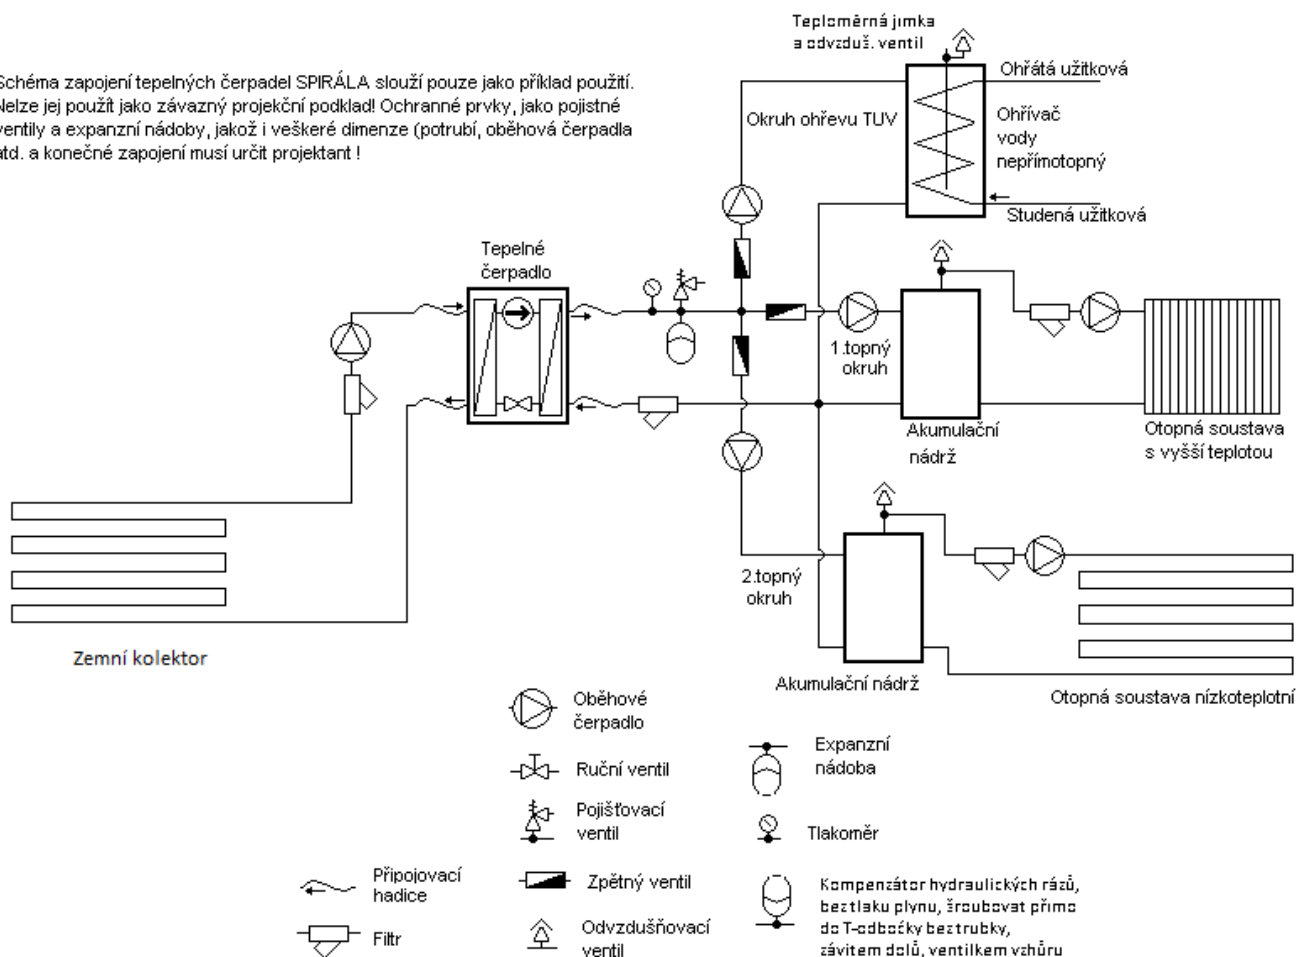 Teploměrná jímka
a odvzduš. ventil
Schéma zapojení tepelných čerpadel SPIRÁLA slouží pouze jako příklad použití.
Nelze jej použít jako závazný projekční podklad! Ochranné prvky, jako pojistné
ventily a expanzní nádoby, jakož i veškeré dimenze (potrubí, oběhová čerpadla
atd. a konečné zapojení musí určit projektant !
Ohřátá užitková
Okruh ohřevu TUV
Ohřívač
vody
nepřímotopný
Studená užitková
Tepelné
čerpadlo
1.topný
okruh
Akumulační
nádrž
Otopná soustava
s vyšší teplotou
2.topný
okruh
Zemní kolektor
Akumulační nádrž
Otopná soustava nízkoteplotní
Oběhové
čerpadlo
Ruční ventil
Pojišťovací
ventil
Expanzní
nádoba
Tlakoměr
Připojovací
hadice
Filtr
Zpětný ventil
Odvzdušňovací
ventil
Kompenzátor hydraulických rázů,
bez tlaku plynu, šroubovat přímo
do T-odbočky bez trubky,
závitem dolů, ventilkem vzhůru